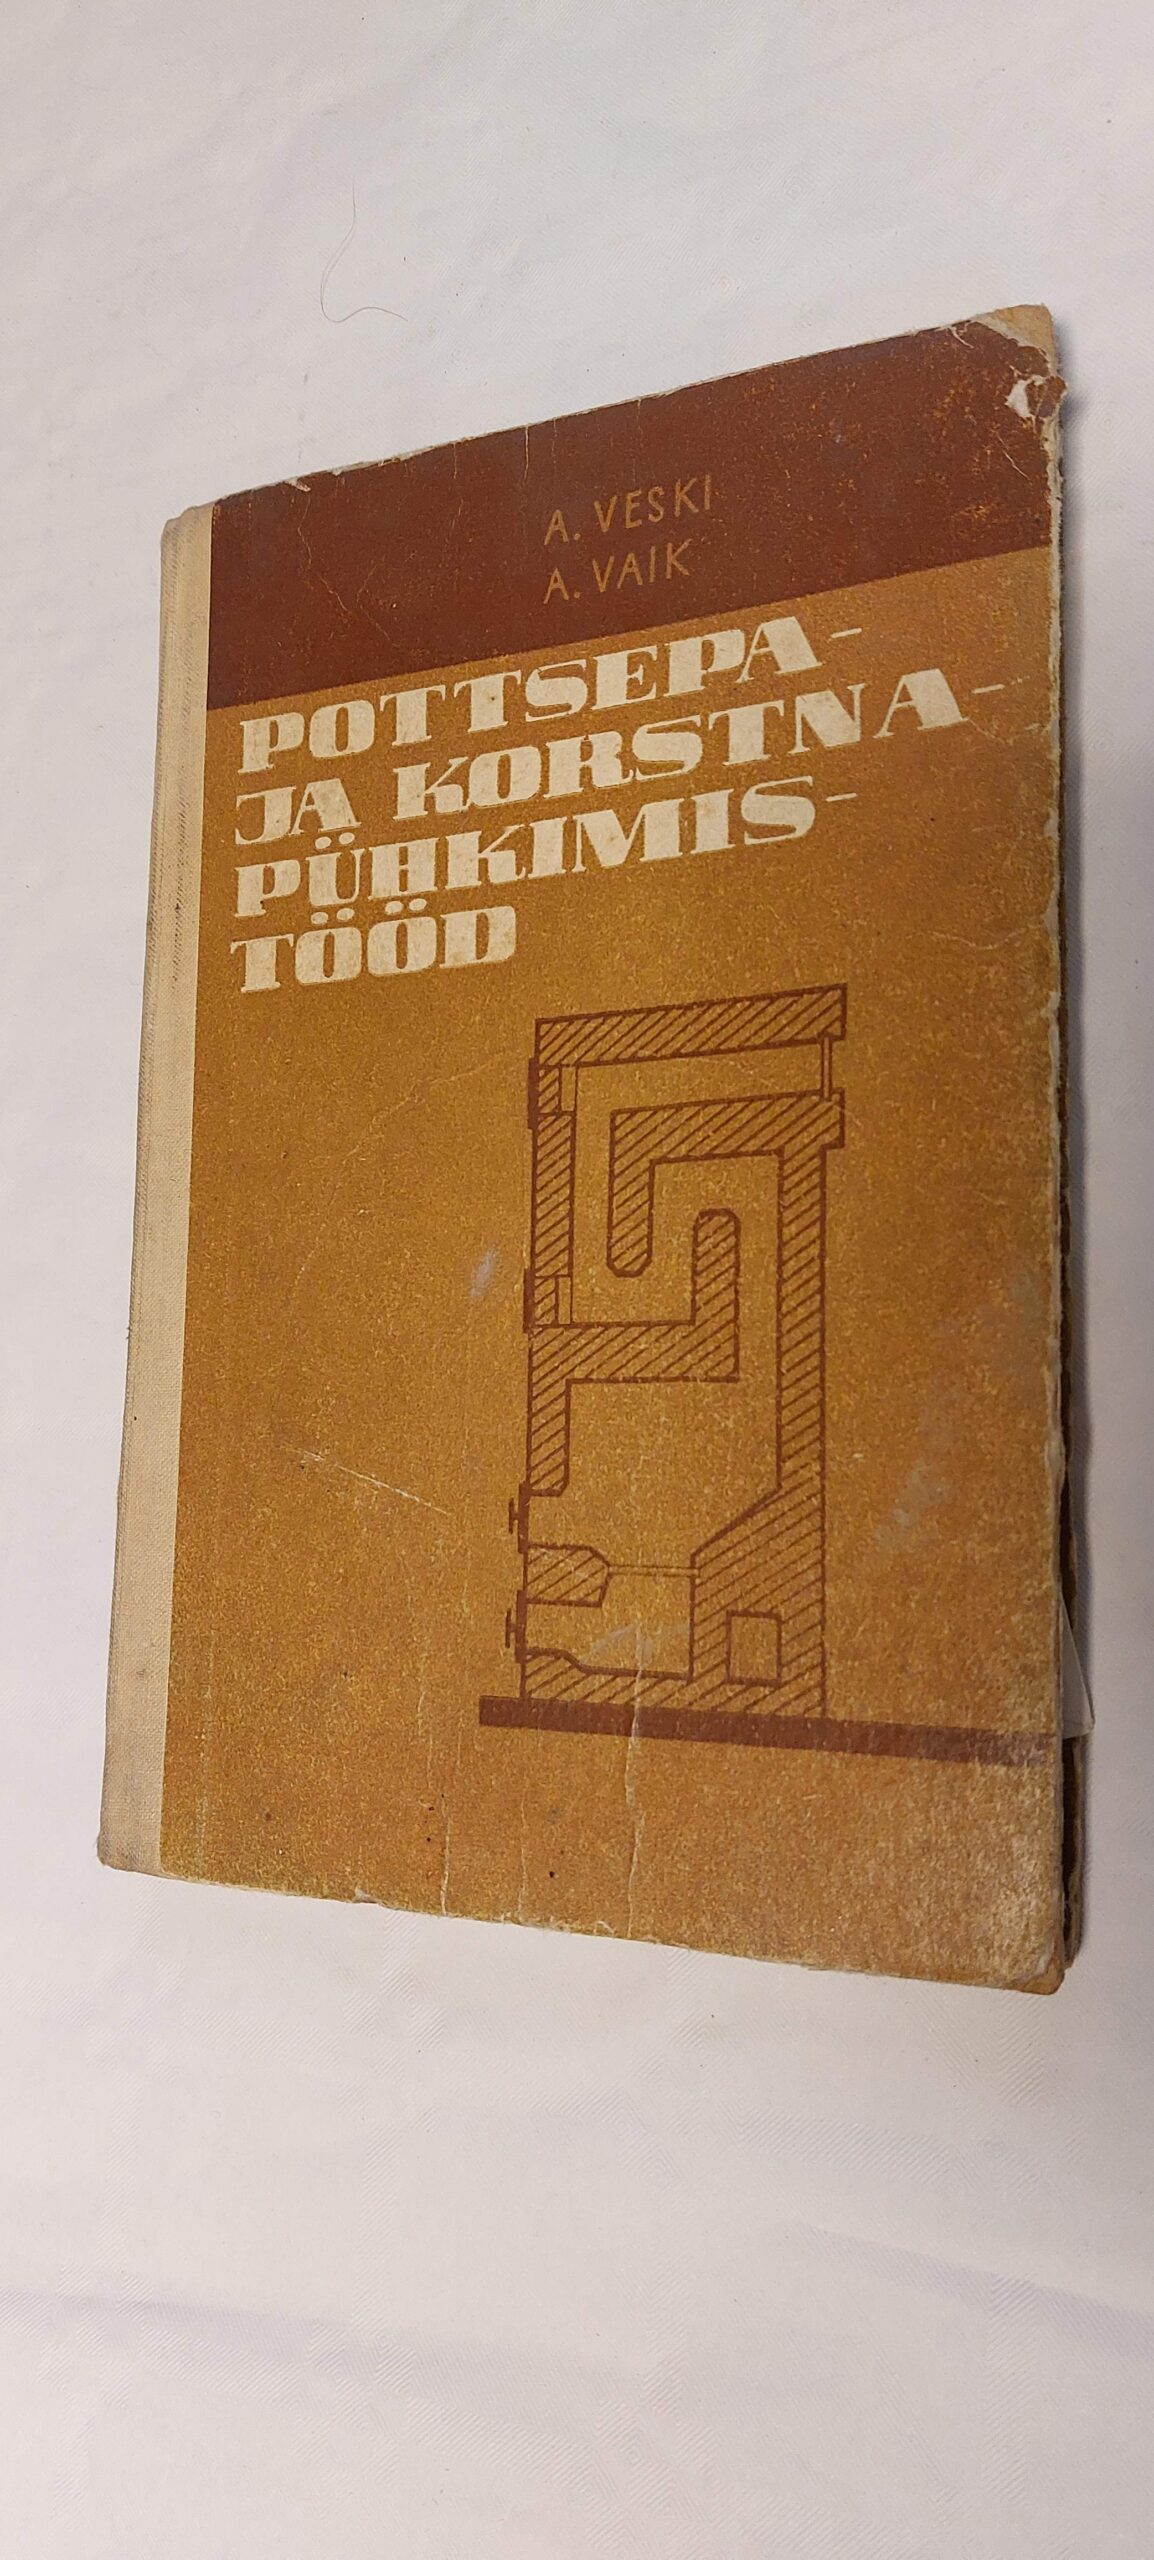 A. VESKI
A. VAIK
POTTSEPA-
JA KORSTNA-
PÜHKIMIS-
TÖÖD